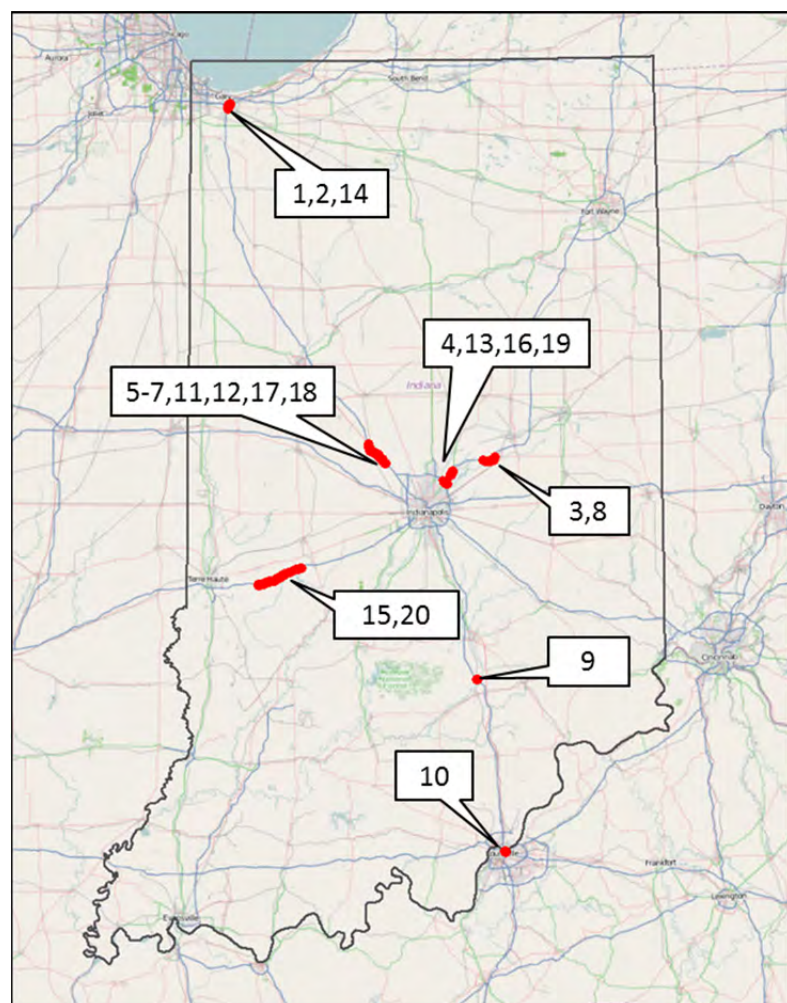 Aurora
Gary
South Bend
Joliet
1,2,14
Fort Wayne
4,13,16,19
Indiana
5-7,11,12,17,18
3,8
Indianapolis
Dayton
Terre Haute
15,20
9
Cincinnati
10
Frankfort
Lexington
Evansville